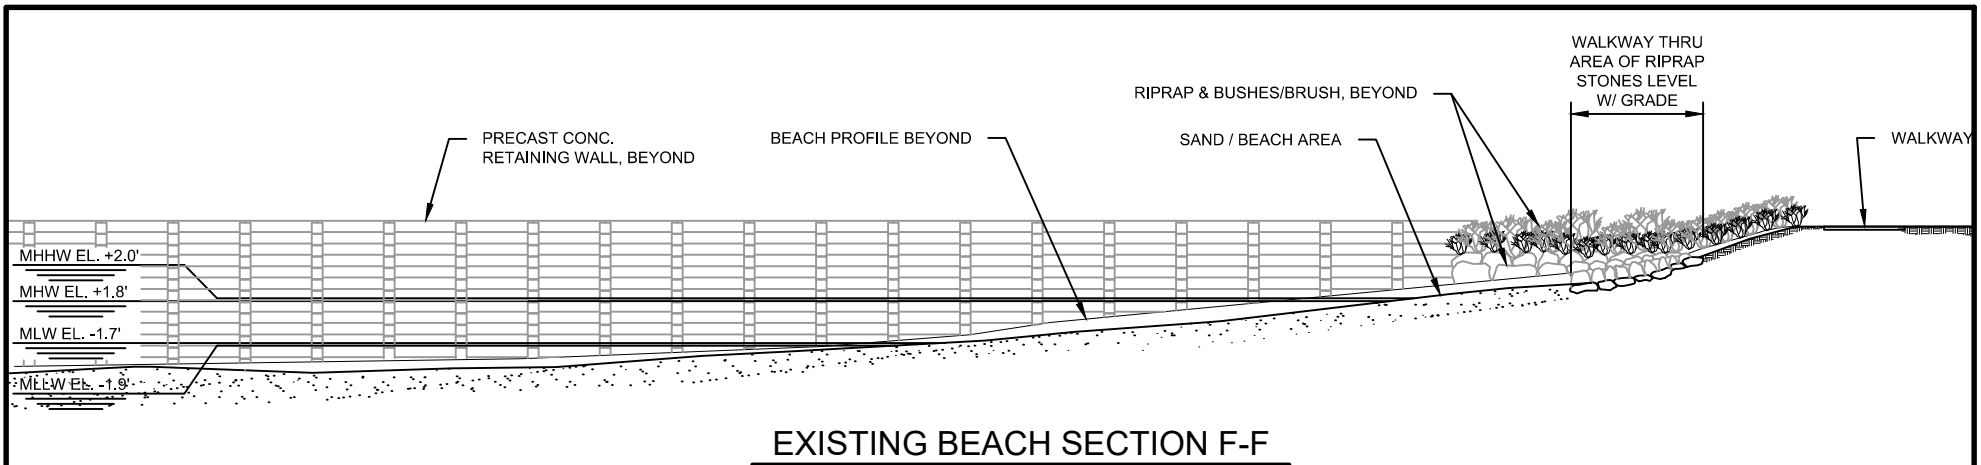 WALKWAY THRU
AREA OF RIPRAP
STONES LEVEL
W/ GRADE
RIPRAP & BUSHES/BRUSH, BEYOND
PRECAST CONC.
RETAINING WALL, BEYOND
BEACH PROFILE BEYOND
SAND / BEACH AREA
WALKWAY
MHHW EL. +2.0'
MHW EL. +1.8'
MLW EL. -1.7'
MLLW EL. -1.9'
EXISTING BEACH SECTION F-F